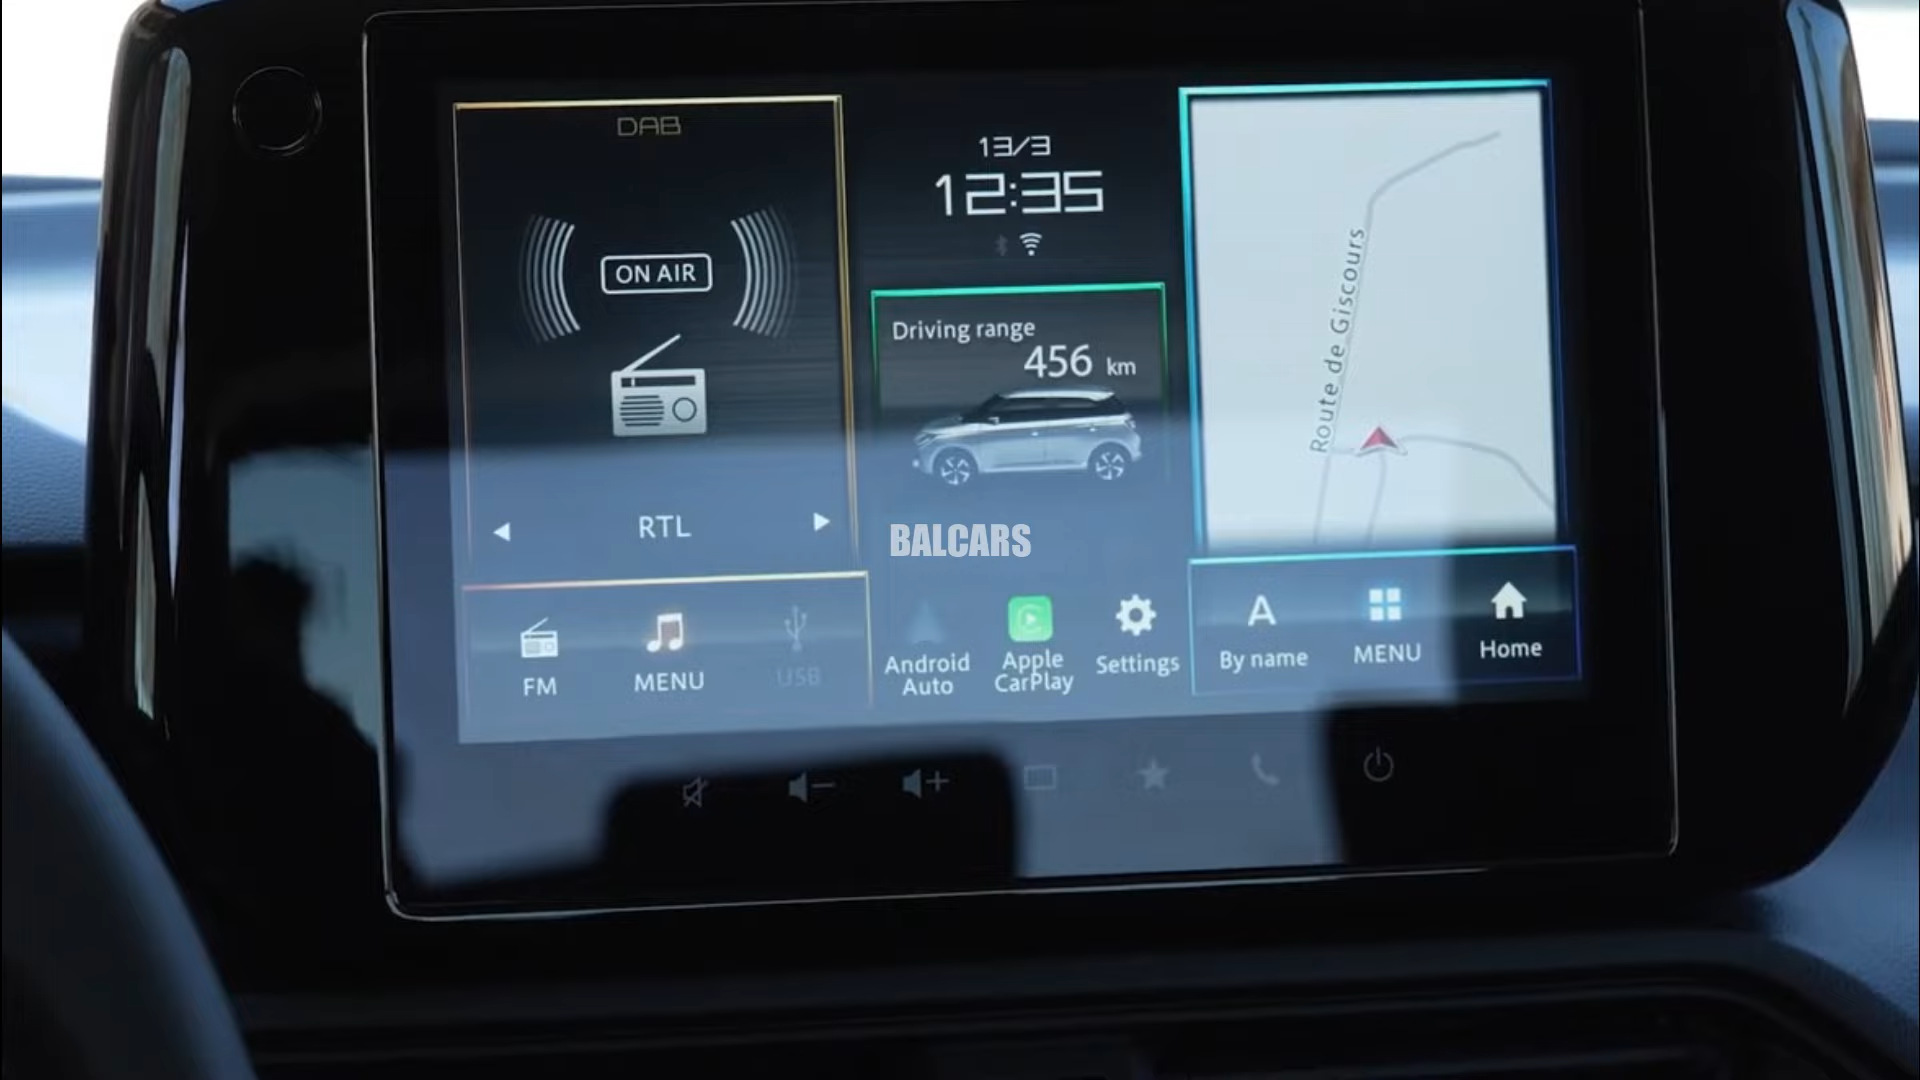 DAB
ON AIR
RTL
FM
MENU
USB
13/3
12:35
Driving range
456 km
BALCARS
Android
Auto
Apple
CarPlay
Settings
Route de Giscours
A
By name
MENU
Home